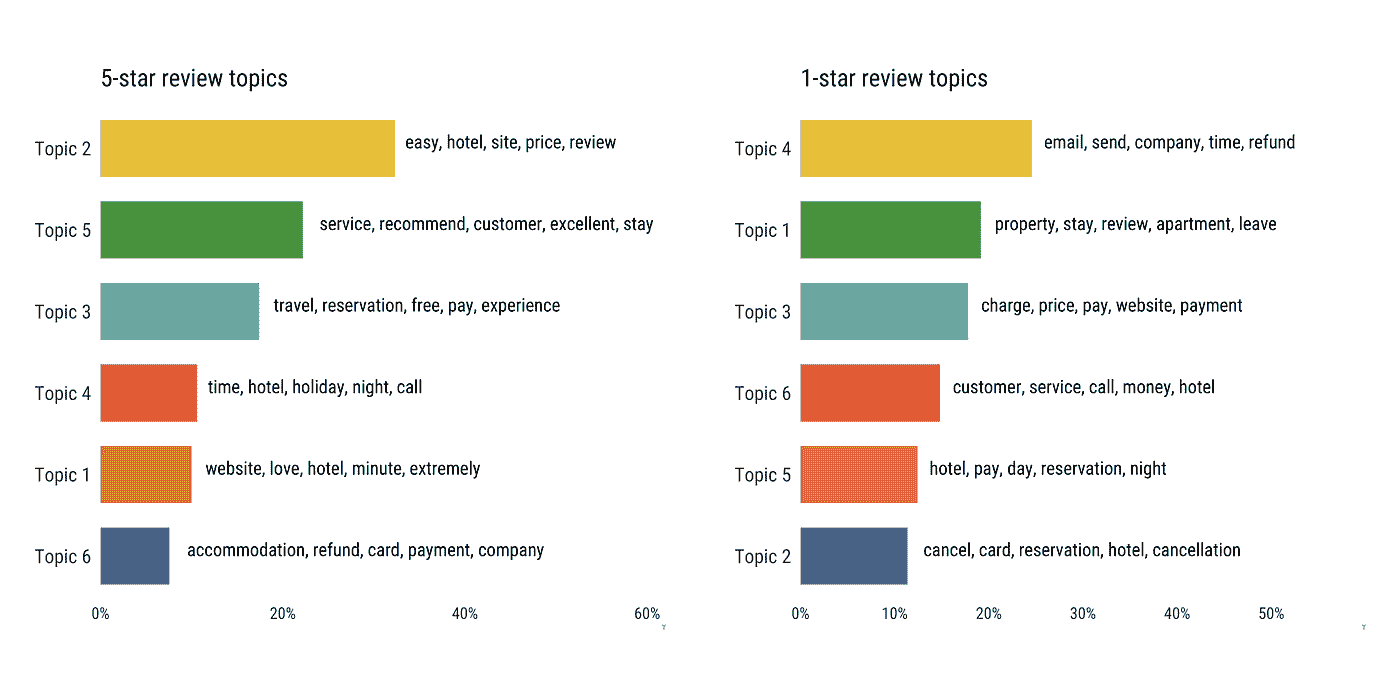 5-star review topics
Topic 2 easy, hotel, site, price, review
Topic 5 service, recommend, customer, excellent, stay
Topic 3 travel, reservation, free, pay, experience
Topic 4 time, hotel, holiday, night, call
Topic 1 website, love, hotel, minute, extremely
Topic 6 accommodation, refund, card, payment, company
0% 20% 40% 60%
1-star review topics
Topic 4 email, send, company, time, refund
Topic 1 property, stay, review, apartment, leave
Topic 3 charge, price, pay, website, payment
Topic 6 customer, service, call, money, hotel
Topic 5 hotel, pay, day, reservation, night
Topic 2 cancel, card, reservation, hotel, cancellation
0% 10% 20% 30% 40% 50%